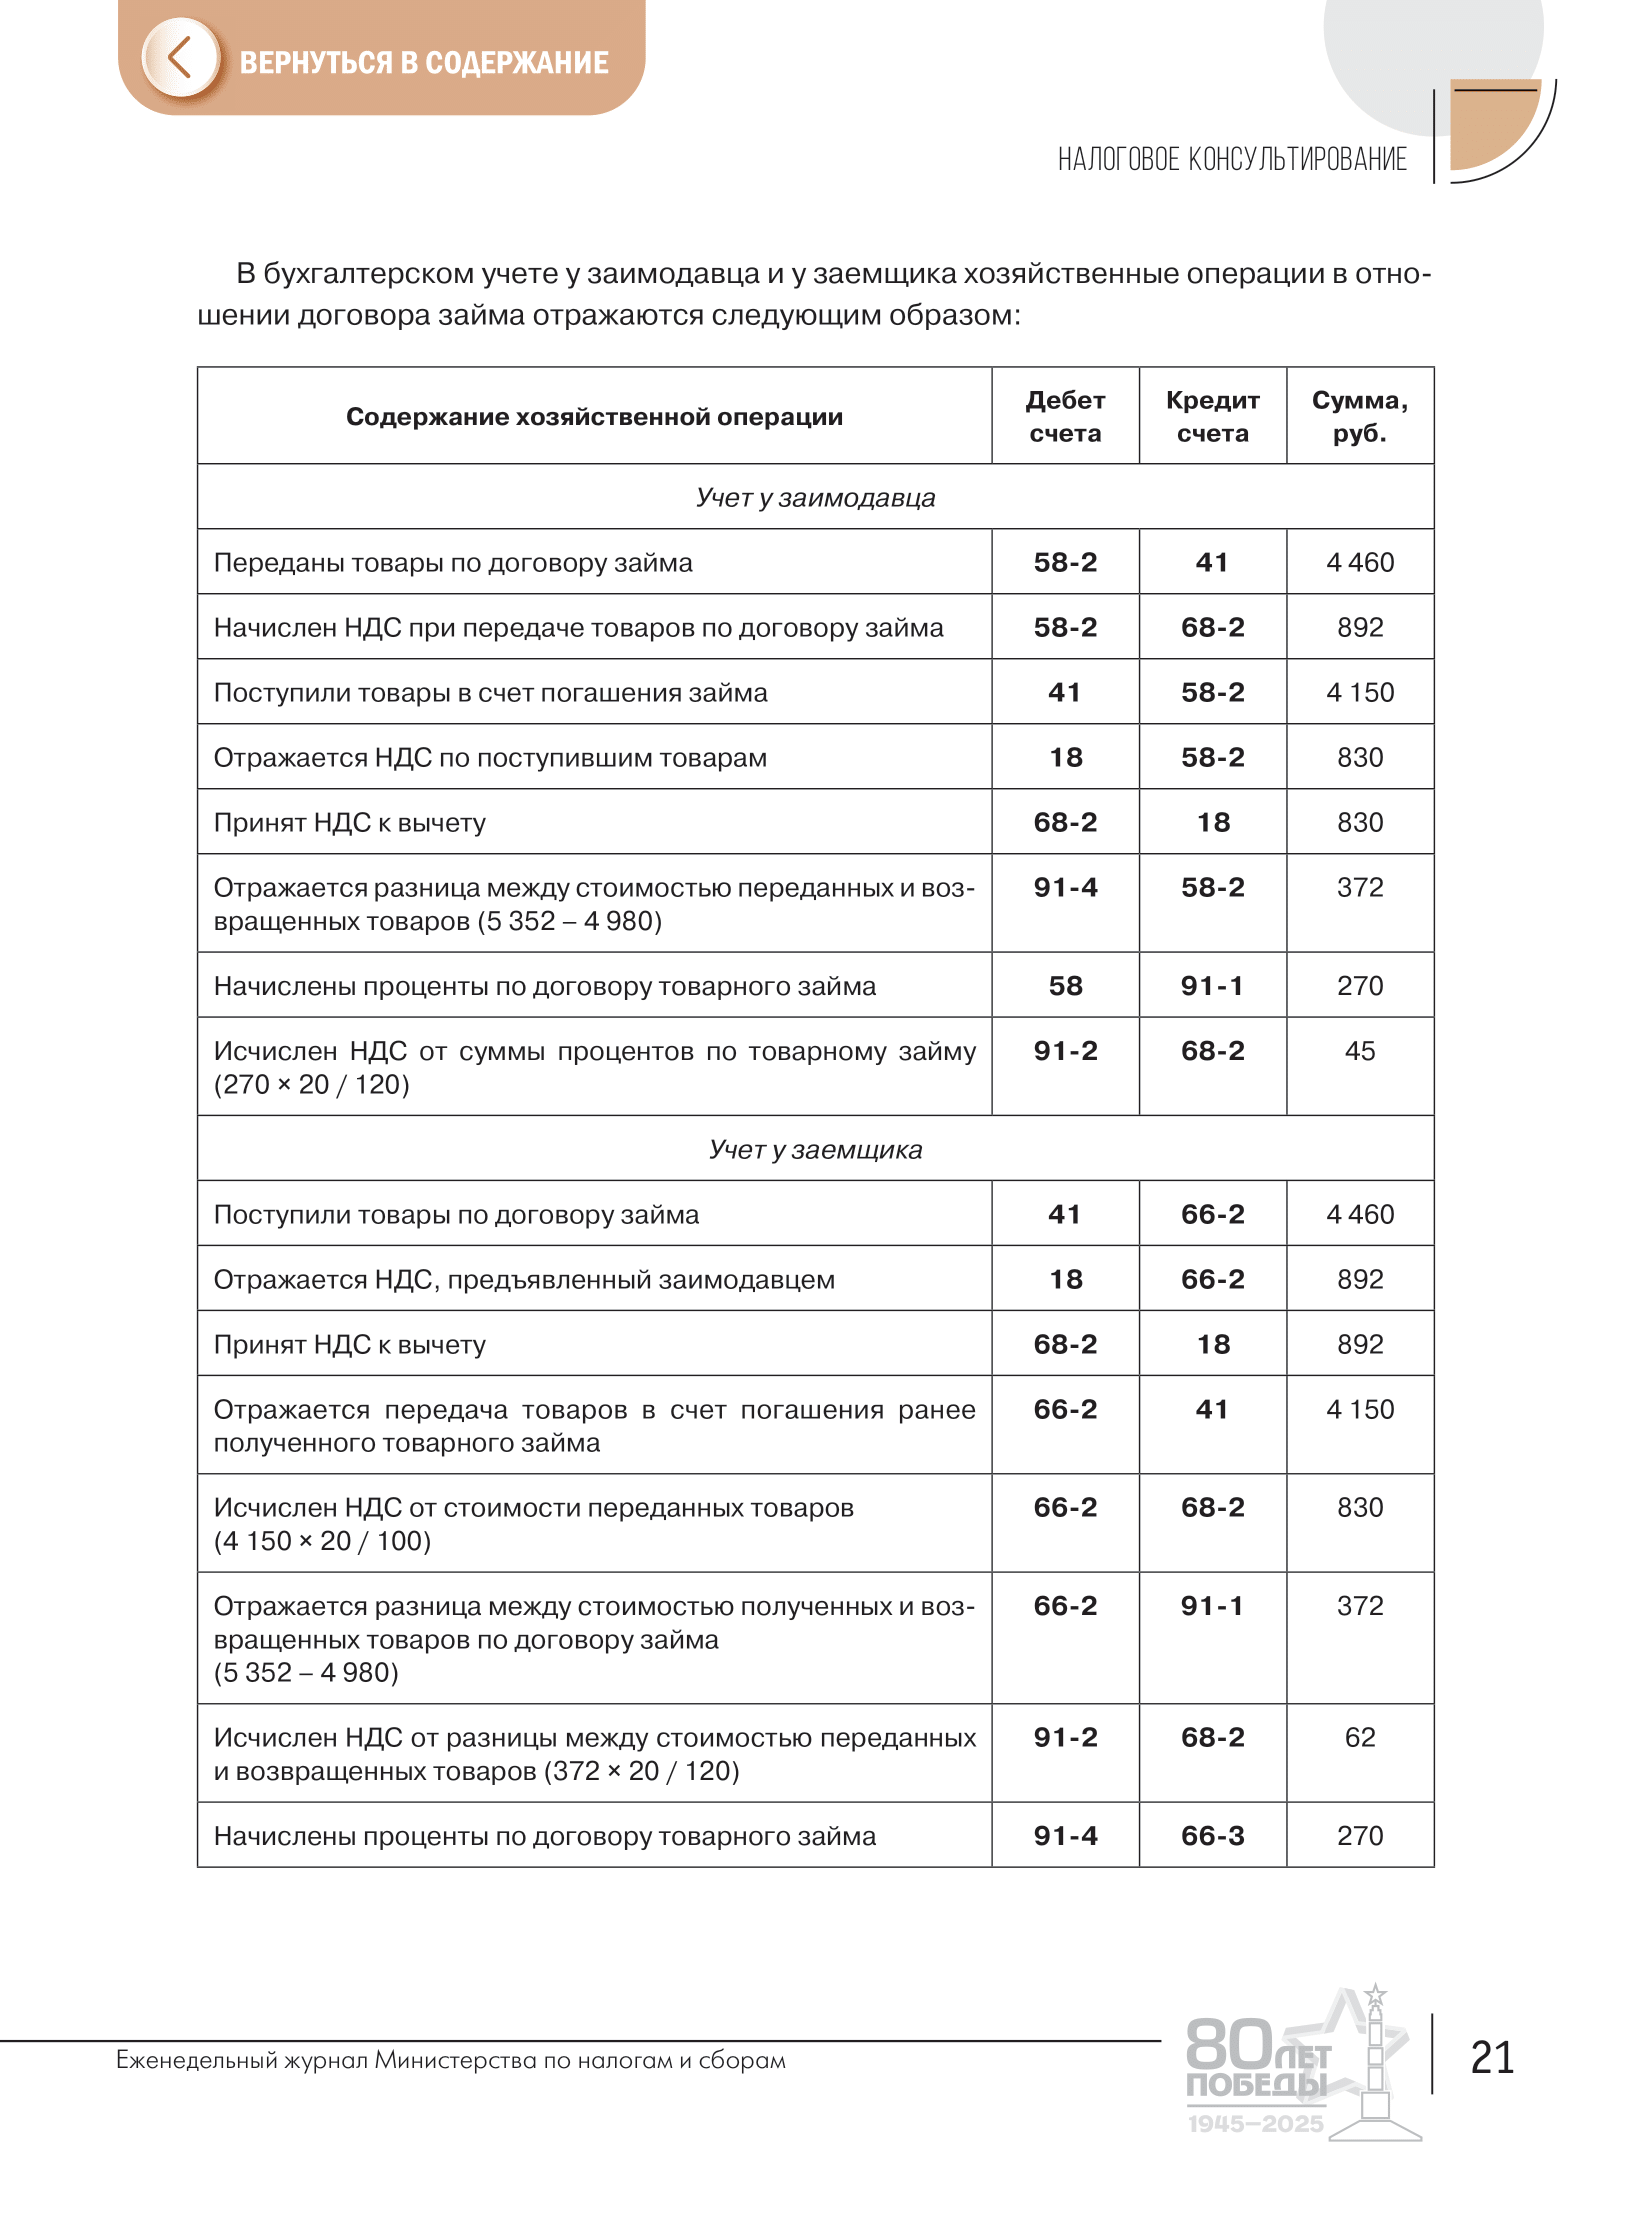 ВЕРНУТЬСЯ В СОДЕРЖАНИЕ
НАЛОГОВОЕ КОНСУЛЬТИРОВАНИЕ
В бухгалтерском учете у заимодавца и у заемщика хозяйственные операции в отно-
шении договора займа отражаются следующим образом:
Содержание хозяйственной операции
Дебет
счета
Кредит
счета
Сумма,
руб.
Учет у заимодавца
Переданы товары по договору займа 58-2 41 4 460
Начислен НДС при передаче товаров по договору займа 58-2 68-2 892
Поступили товары в счет погашения займа 41 58-2 4 150
Отражается НДС по поступившим товарам 18 58-2 830
Принят НДС к вычету 68-2 18 830
Отражается разница между стоимостью переданных и воз- 91-4 58-2 372
вращенных товаров (5 352 – 4 980)
Начислены проценты по договору товарного займа 58 91-1 270
Исчислен НДС от суммы процентов по товарному займу 91-2 68-2 45
(270 × 20 / 120)
Учет у заемщика
Поступили товары по договору займа 41 66-2 4 460
Отражается НДС, предъявленный заимодавцем 18 66-2 892
Принят НДС к вычету 68-2 18 892
Отражается передача товаров в счет погашения ранее 66-2 41 4 150
полученного товарного займа
Исчислен НДС от стоимости переданных товаров 66-2 68-2 830
(4 150 × 20 / 100)
Отражается разница между стоимостью полученных и воз- 66-2 91-1 372
вращенных товаров по договору займа
(5 352 – 4 980)
Исчислен НДС от разницы между стоимостью переданных 91-2 68-2 62
и возвращенных товаров (372 × 20 / 120)
Начислены проценты по договору товарного займа 91-4 66-3 270
Еженедельный журнал Министерства по налогам и сборам
80 ЛЕТ
ПОБЕДЫ
1945–2025
21